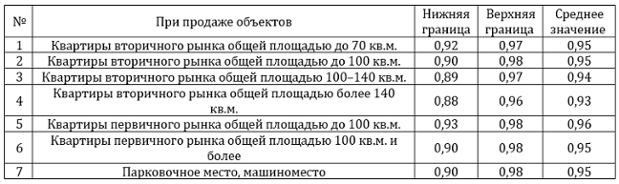 № При продаже объектов Нижняя граница Верхняя граница Среднее значение
1 Квартиры вторичного рынка общей площадью до 70 кв.м. 0,92 0,97 0,95
2 Квартиры вторичного рынка общей площадью до 100 кв.м. 0,90 0,98 0,95
3 Квартиры вторичного рынка общей площадью 100–140 кв.м. 0,89 0,97 0,94
4 Квартиры вторичного рынка общей площадью более 140 кв.м. 0,88 0,96 0,93
5 Квартиры первичного рынка общей площадью до 100 кв.м. 0,93 0,98 0,96
6 Квартиры первичного рынка общей площадью 100 кв.м. и более 0,90 0,98 0,95
7 Парковочное место, машиноместо 0,90 0,98 0,95